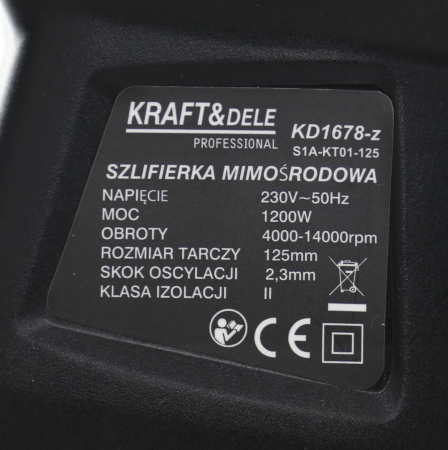 KRAFT&DELE
PROFESSIONAL
KD1678-z
S1A-KT01-125
SZLIFIERKA MIMOŚRODOWA
NAPIĘCIE 230V~50Hz
MOC 1200W
OBROTY 4000-14000rpm
ROZMIAR TARCZY 125mm
SKOK OSCYLACJI 2,3mm
KLASA IZOLACJI II
CE